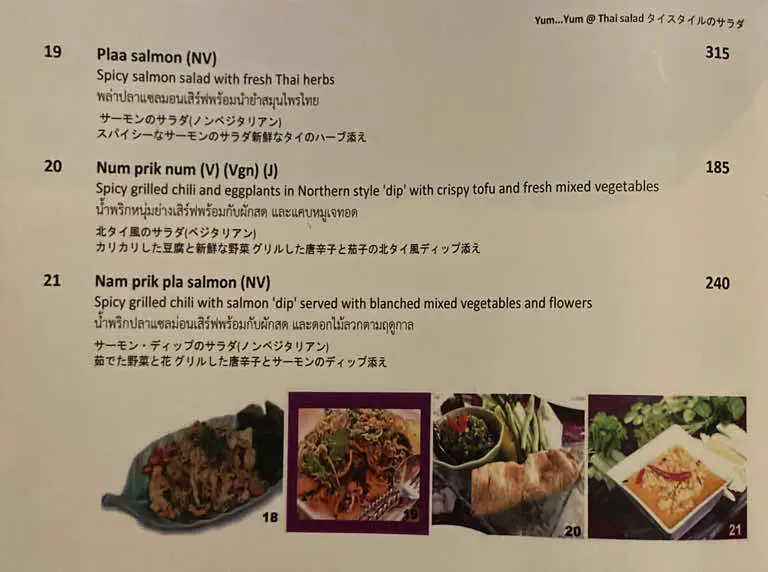 Yum...Yum @ Thai salad タイスタイルのサラダ
19 Plaa salmon (NV) 315
Spicy salmon salad with fresh Thai herbs
พล่าปลาแซลมอนเสิร์ฟพร้อมน้ำยำสมุนไพรไทย
サーモンのサラダ(ノンベジタリアン)
スパイシーなサーモンのサラダ新鮮なタイのハーブ添え
20 Num prik num (V) (Vgn) (J) 185
Spicy grilled chili and eggplants in Northern style 'dip' with crispy tofu and fresh mixed vegetables
น้ำพริกหนุ่มย่างเสิร์ฟพร้อมกับผักสด และแคบหมูเจทอด
北タイ風のサラダ(ベジタリアン)
カリカリした豆腐と新鮮な野菜 グリルした唐辛子と茄子の北タイ風ディップ添え
21 Nam prik pla salmon (NV) 240
Spicy grilled chili with salmon 'dip' served with blanched mixed vegetables and flowers
น้ำพริกปลาแซลม่อนเสิร์ฟพร้อมกับผักสด และดอกไม้ลวกตามฤดูกาล
サーモン・ディップのサラダ(ノンベジタリアン)
茹でた野菜と花 グリルした唐辛子とサーモンのディップ添え
18 19 20 21